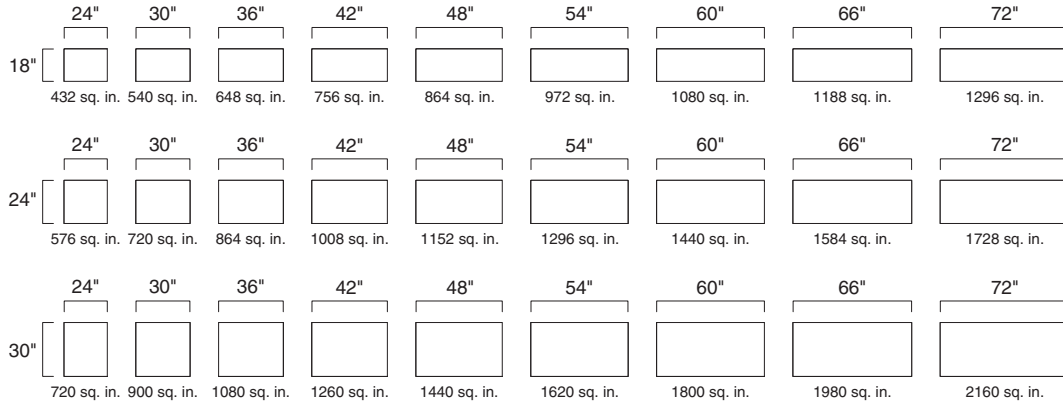 24" 30" 36" 42" 48" 54" 60" 66" 72"
18"
432 sq. in. 540 sq. in. 648 sq. in. 756 sq. in. 864 sq. in. 972 sq. in. 1080 sq. in. 1188 sq. in. 1296 sq. in.
24" 30" 36" 42" 48" 54" 60" 66" 72"
24"
576 sq. in. 720 sq. in. 864 sq. in. 1008 sq. in. 1152 sq. in. 1296 sq. in. 1440 sq. in. 1584 sq. in. 1728 sq. in.
24" 30" 36" 42" 48" 54" 60" 66" 72"
30"
720 sq. in. 900 sq. in. 1080 sq. in. 1260 sq. in. 1440 sq. in. 1620 sq. in. 1800 sq. in. 1980 sq. in. 2160 sq. in.